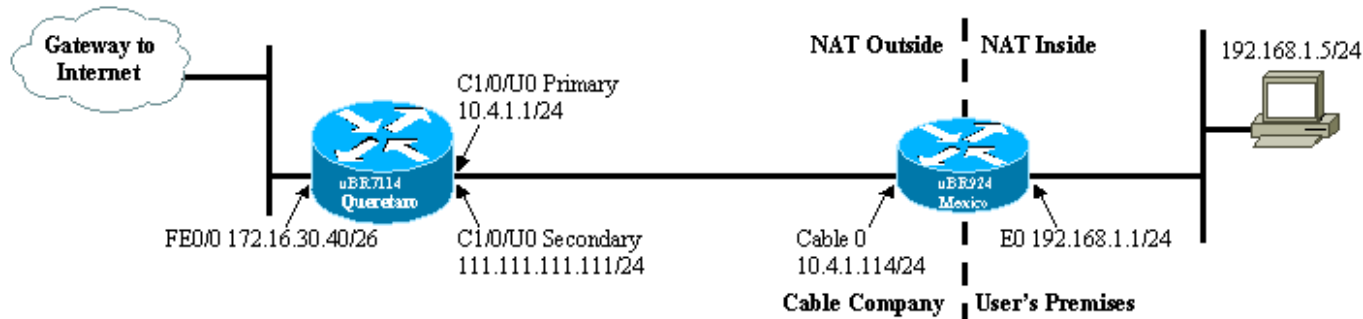 Gateway to
Internet
NAT Outside
NAT Inside
192.168.1.5/24
C1/0/U0 Primary
10.4.1.1/24
uBR7114
Queretaro
uBR924
Mexico
FE0/0 172.16.30.40/26
C1/0/U0 Secondary
111.111.111.111/24
Cable 0
10.4.1.114/24
E0 192.168.1.1/24
Cable Company
User's Premises